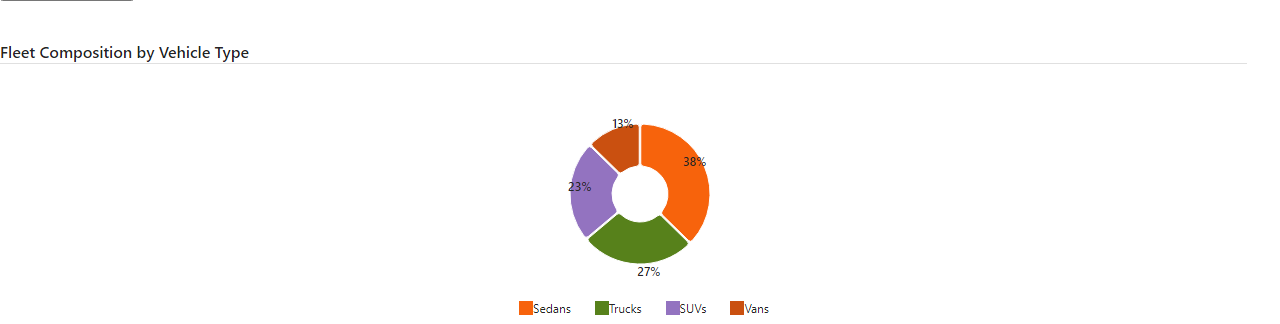 Fleet Composition by Vehicle Type
13%
38%
23%
27%
Sedans Trucks SUVs Vans